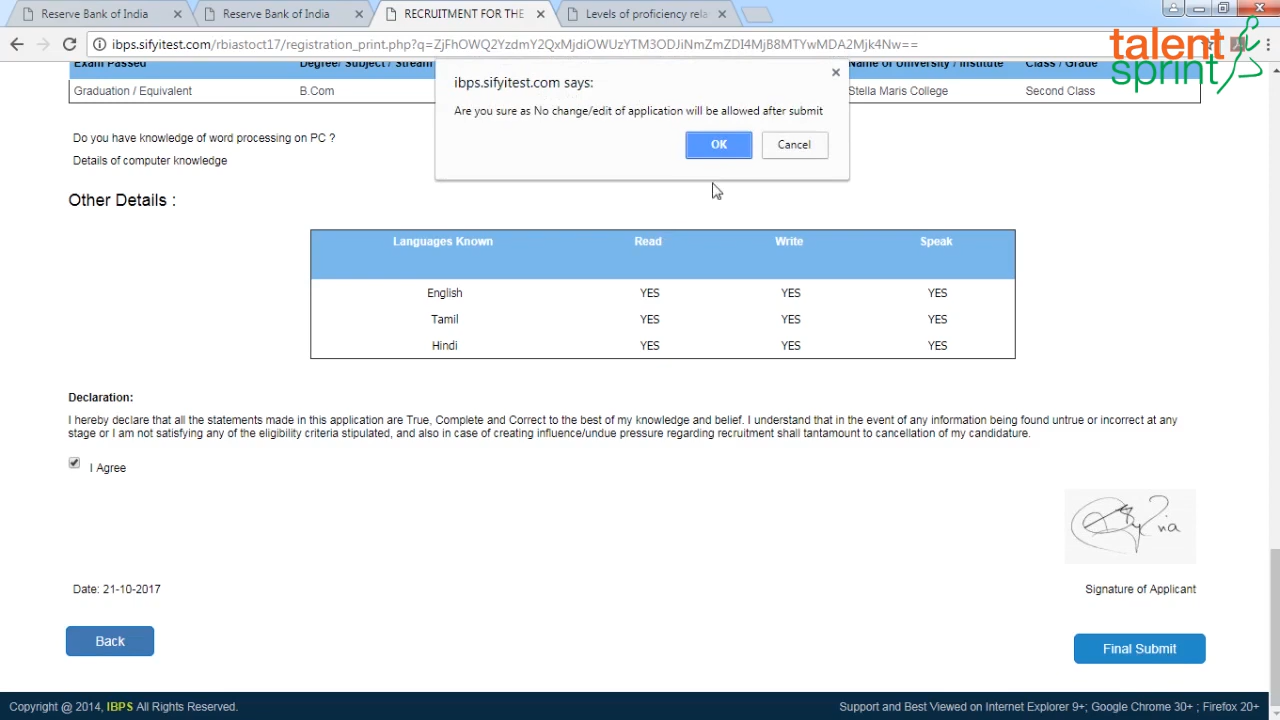 Reserve Bank of India
Reserve Bank of India
RECRUITMENT FOR THE
Levels of proficiency rela
talent
sprint
Exam Passed Degree/ Subject / Stream Name of University / Institute Class / Grade
Graduation / Equivalent B.Com Stella Maris College Second Class
ibps.sifyitest.com says:
Are you sure as No change/edit of application will be allowed after submit
OK Cancel
Do you have knowledge of word processing on PC ?
Details of computer knowledge
Other Details :
Languages Known Read Write Speak
English YES YES YES
Tamil YES YES YES
Hindi YES YES YES
Declaration:
I hereby declare that all the statements made in this application are True, Complete and Correct to the best of my knowledge and belief. I understand that in the event of any information being found untrue or incorrect at any
stage or I am not satisfying any of the eligibility criteria stipulated, and also in case of creating influence/undue pressure regarding recruitment shall tantamount to cancellation of my candidature.
I Agree
Date: 21-10-2017 Signature of Applicant
Back Final Submit
Copyright @ 2014, IBPS All Rights Reserved. Support and Best Viewed on Internet Explorer 9+; Google Chrome 30+ ; Firefox 20+